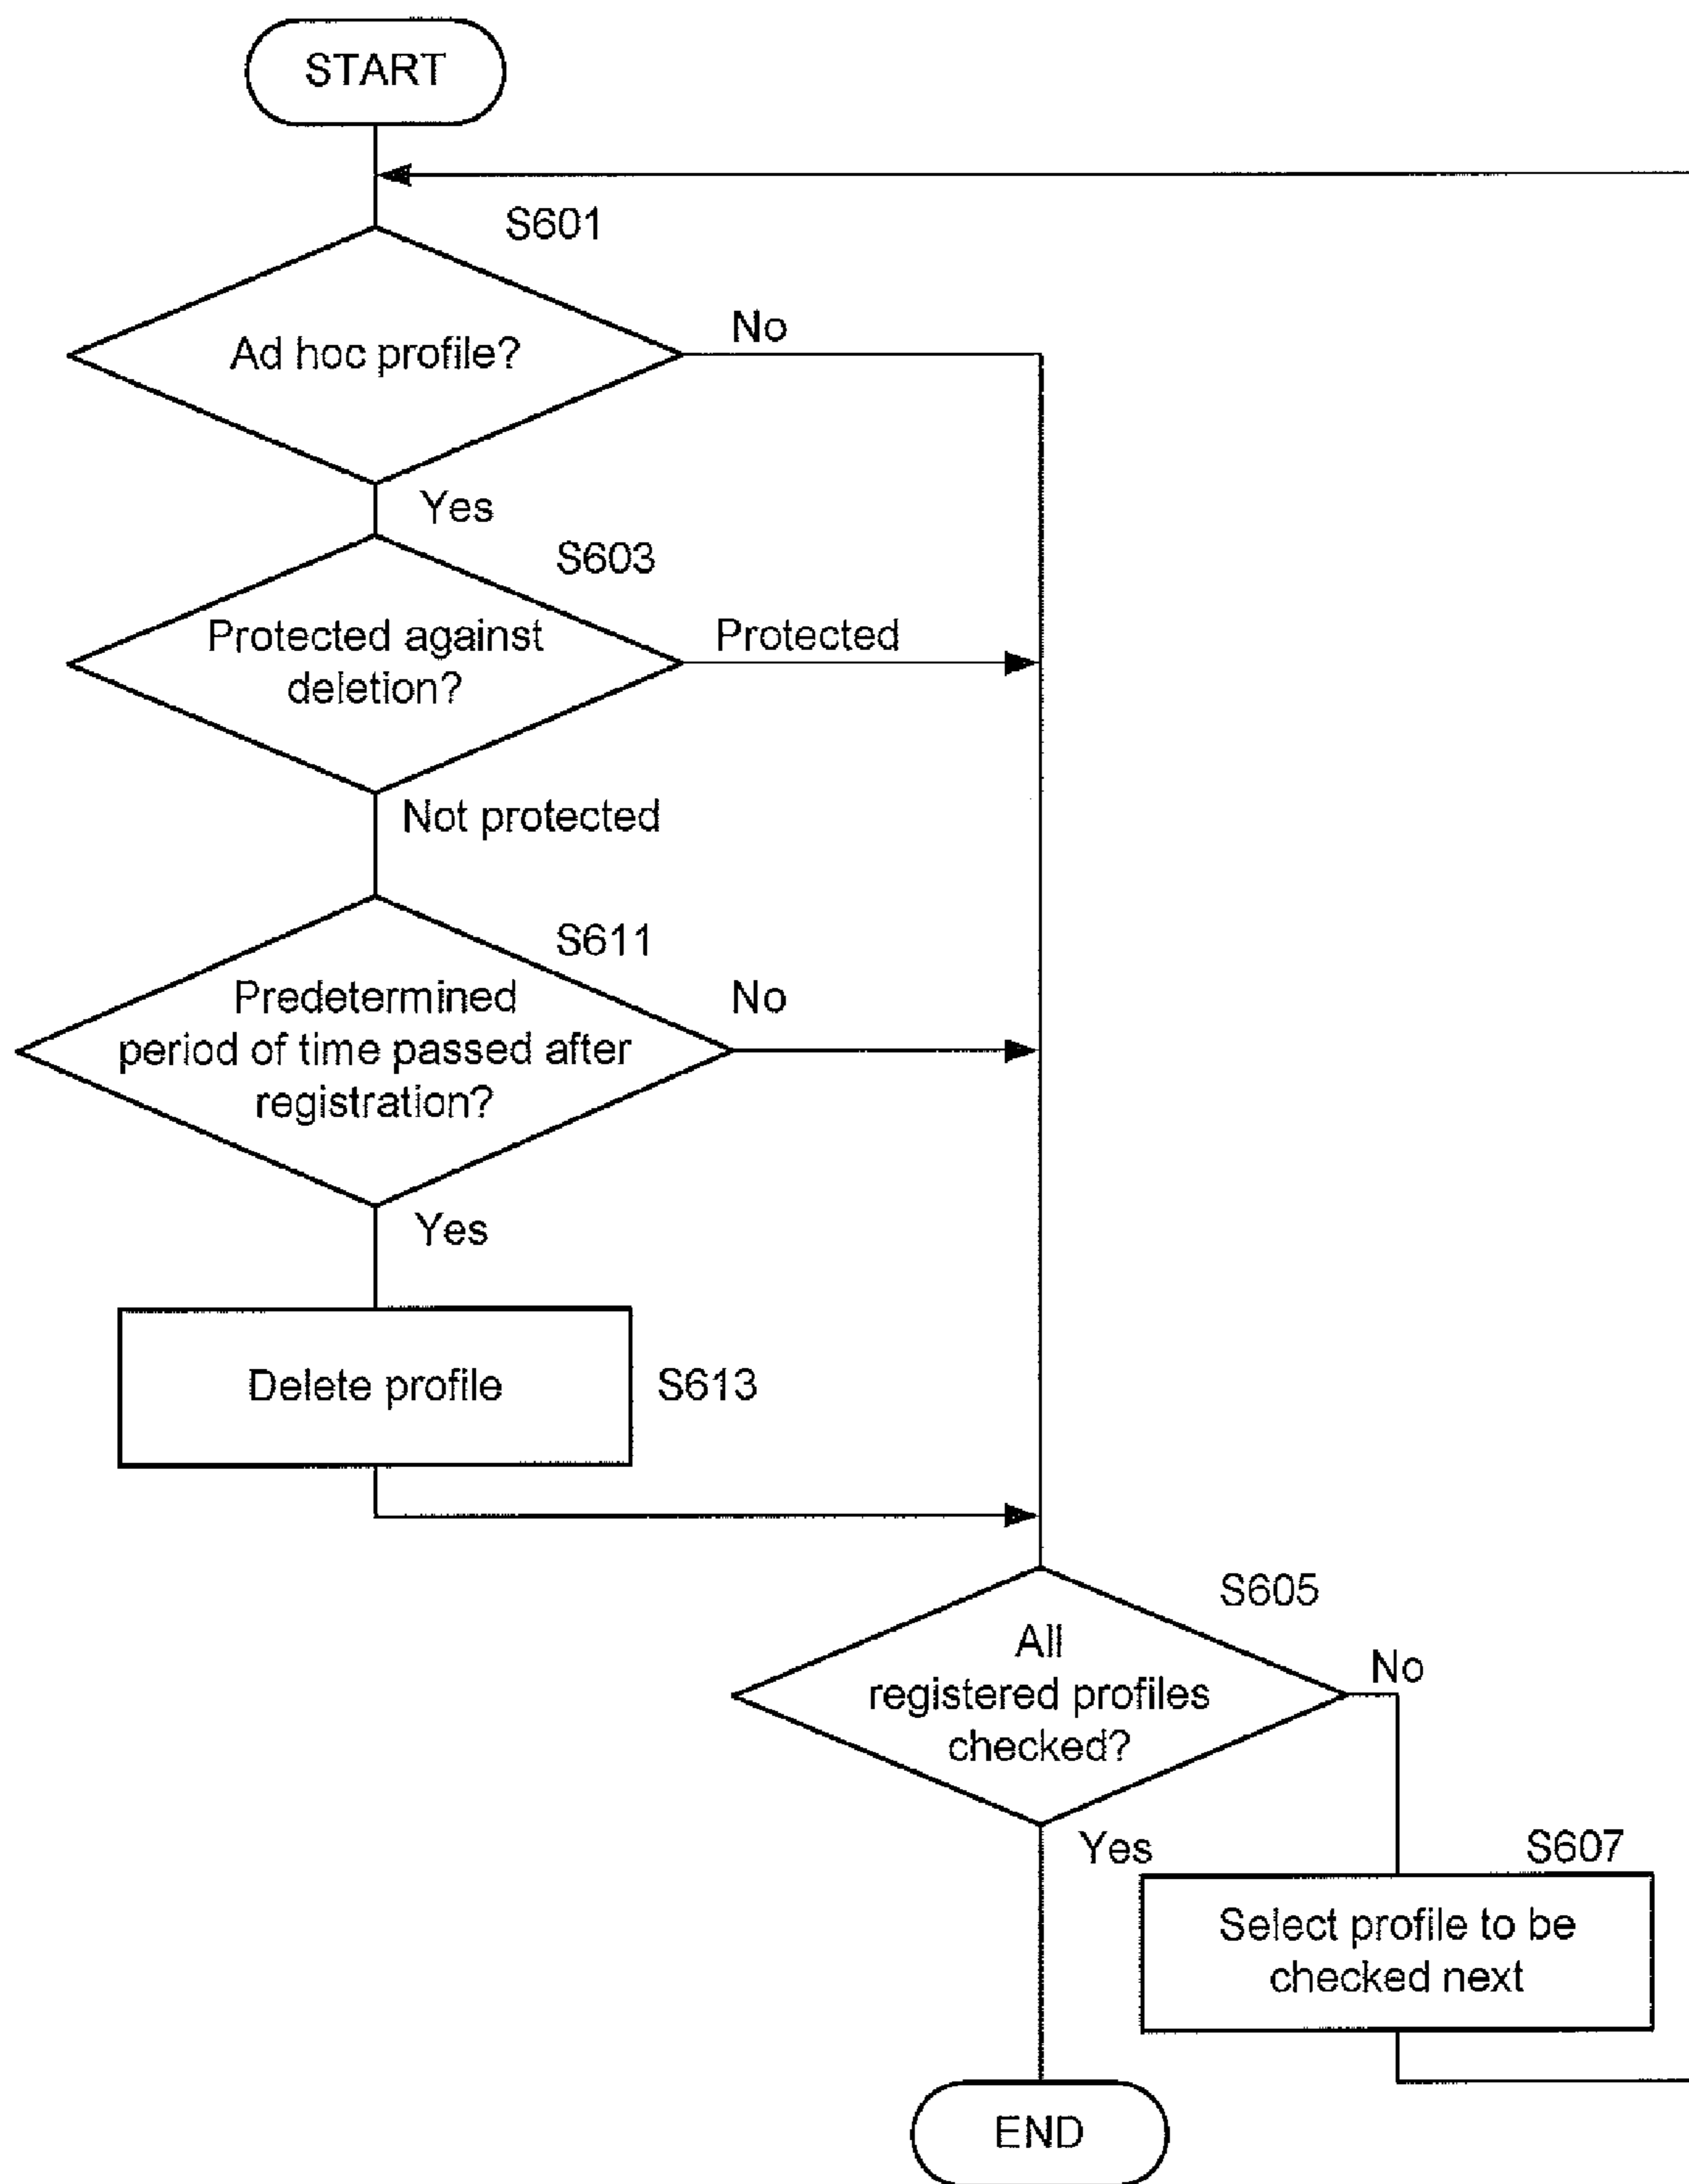 START
S601
Ad hoc profile?
No
Yes
S603
Protected against
deletion?
Protected
Not protected
S611
Predetermined
period of time passed after
registration?
No
Yes
Delete profile
S613
S605
All
registered profiles
checked?
No
Yes
S607
Select profile to be
checked next
END